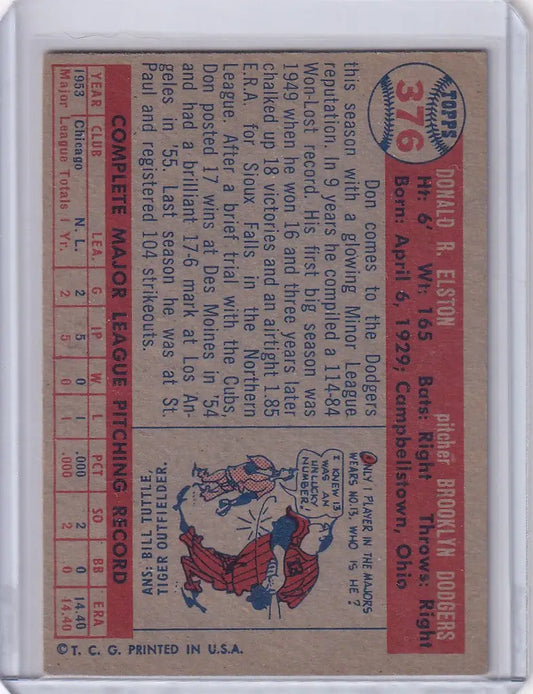 TOPPS
376
DONALD R. ELSTON
pitcher BROOKLYN DODGERS
Ht: 6' Wt: 165 Bats: Right Throws: Right
Born: April 6, 1929; Campbellstown, Ohio
Don comes to the Dodgers
this season with a glowing Minor League
reputation. In 9 years he compiled a 114-84
Won-Lost record. His first big season was
1949 when he won 16 and three years later
chalked up 18 victories and an airtight 1.85
E.R.A. for Sioux Falls in the Northern
League. After a brief trial with the Cubs,
Don posted 17 wins at Des Moines in '54
and had a brilliant 17-6 mark at Los An-
geles in '55. Last season he was at St.
Paul, and registered 104 strikeouts.
ONLY 1 PLAYER IN THE MAJORS
WEARS NO. 13. WHO IS HE?
I KNEW 13
WAS AN
UNLUCKY
NUMBER!
ANS: BILL TUTTLE,
TIGER OUTFIELDER.
COMPLETE MAJOR LEAGUE PITCHING RECORD
YEAR CLUB LEA. G IP W L PCT SO BB ERA
1953 Chicago N. L. 2 5 0 1 .000 2 0 14.40
Major League Totals 1 Yr. 2 5 0 1 .000 2 0 14.40
© T. C. G. PRINTED IN U.S.A.